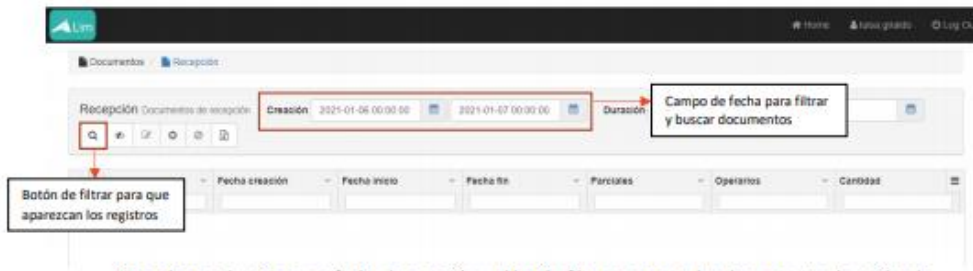 ALim
Home luisa giraldo Log Ou
Documentos / Recepción
Recepción Documentos de recepción Creación 2021-01-06 00:00:00 2021-01-07 00:00:00 Duración
Campo de fecha para filtrar
y buscar documentos
Botón de filtrar para que
aparezcan los registros
Fecha creación Fecha inicio Fecha fin Parciales Operarios Cantidad